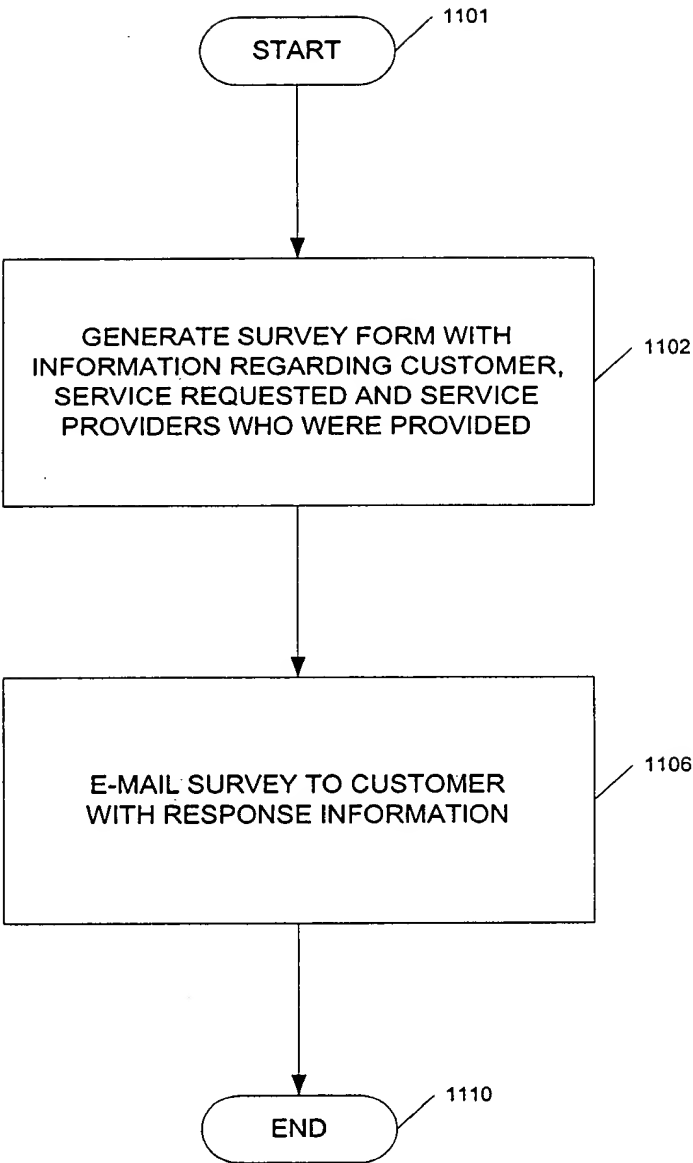 1101
START
GENERATE SURVEY FORM WITH
INFORMATION REGARDING CUSTOMER,
SERVICE REQUESTED AND SERVICE
PROVIDERS WHO WERE PROVIDED
1102
E-MAIL SURVEY TO CUSTOMER
WITH RESPONSE INFORMATION
1106
1110
END